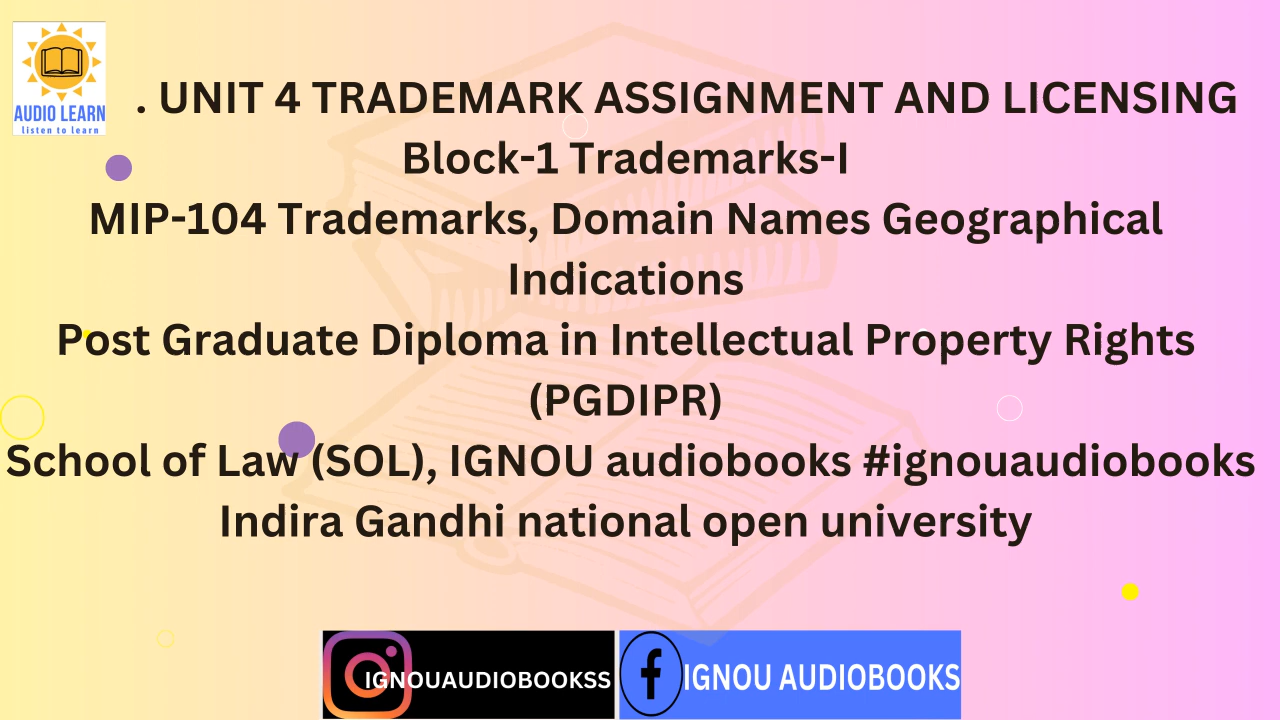 AUDIO LEARN
listen to learn
. UNIT 4 TRADEMARK ASSIGNMENT AND LICENSING
Block-1 Trademarks-I
MIP-104 Trademarks, Domain Names Geographical
Indications
Post Graduate Diploma in Intellectual Property Rights
(PGDIPR)
School of Law (SOL), IGNOU audiobooks #ignouaudiobooks
Indira Gandhi national open university
IGNOUAUDIOBOOKSS
IGNOU AUDIOBOOKS